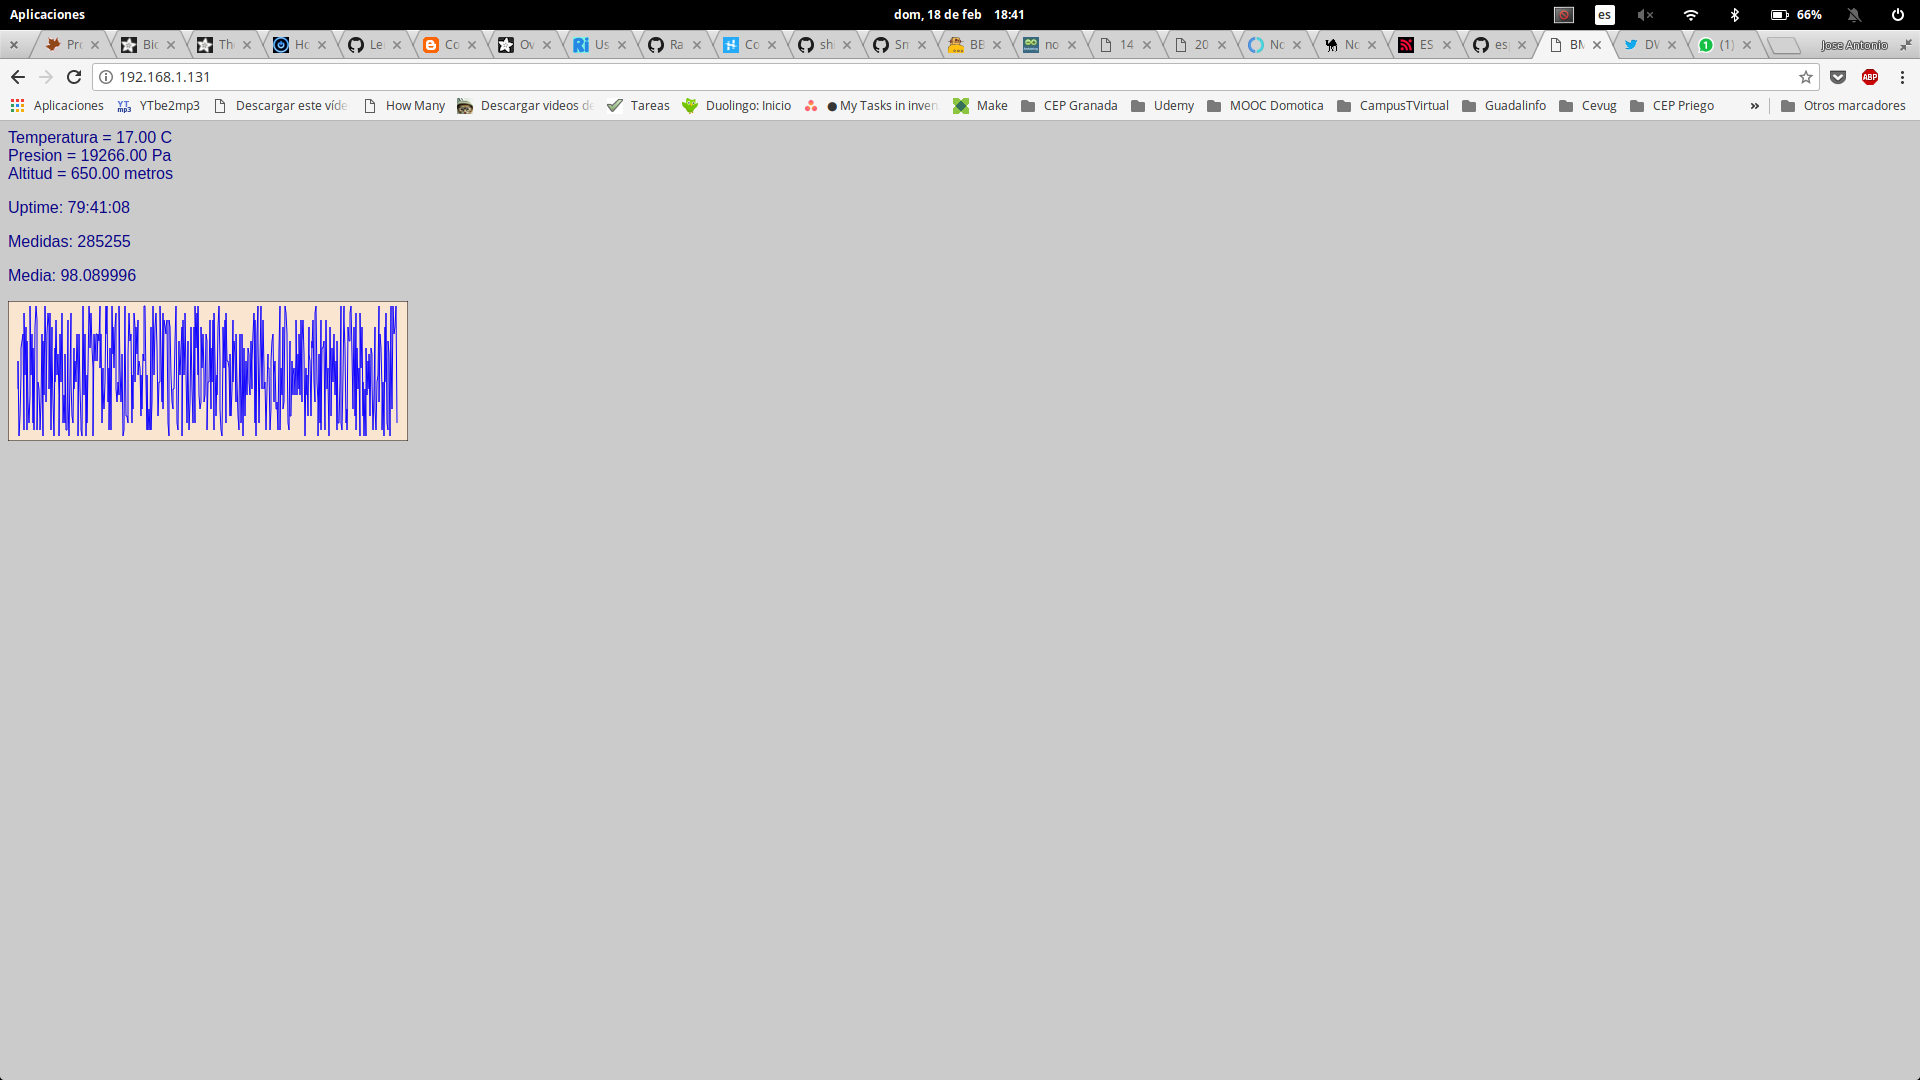 Aplicaciones
dom, 18 de feb 18:41
es
66%
Pro
Bic
Th
Ho
Le
Co
Ov
Us
Ra
Co
sh
Sn
BE
no
14
20
No
No
ES
es
BM
DV
(1)
Jose Antonio
192.168.1.131
ABP
Aplicaciones
YTbe2mp3
Descargar este víde
How Many
Descargar videos de
Tareas
Duolingo: Inicio
● My Tasks in inven
Make
CEP Granada
Udemy
MOOC Domotica
CampusTVirtual
Guadalinfo
Cevug
CEP Priego
»
Otros marcadores
Temperatura = 17.00 C
Presion = 19266.00 Pa
Altitud = 650.00 metros
Uptime: 79:41:08
Medidas: 285255
Media: 98.089996